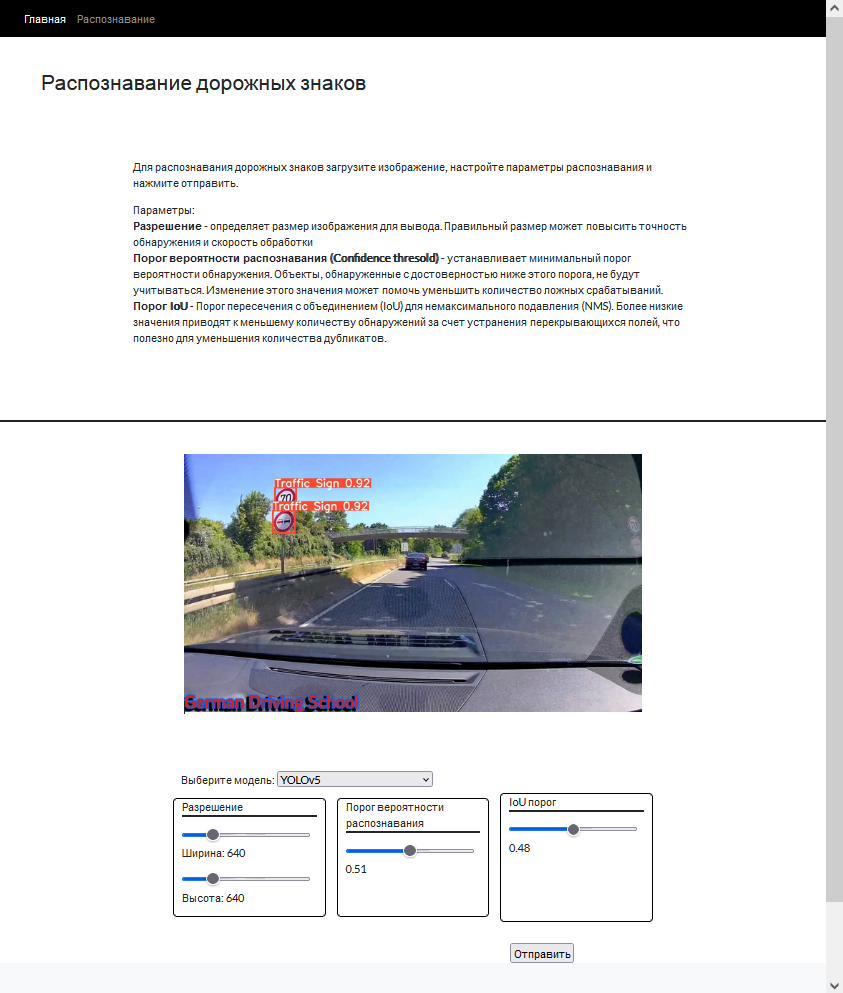 Главная Распознавание
Распознавание дорожных знаков
Для распознавания дорожных знаков загрузите изображение, настройте параметры распознавания и
нажмите отправить.
Параметры:
Разрешение - определяет размер изображения для вывода. Правильный размер может повысить точность
обнаружения и скорость обработки
Порог вероятности распознавания (Confidence thresold) - устанавливает минимальный порог
вероятности обнаружения. Объекты, обнаруженные с достоверностью ниже этого порога, не будут
учитываться. Изменение этого значения может помочь уменьшить количество ложных срабатываний.
Порог IoU - Порог пересечения с объединением (IoU) для немаксимального подавления (NMS). Более низкие
значения приводят к меньшему количеству обнаружений за счет устранения перекрывающихся полей, что
полезно для уменьшения количества дубликатов.
Traffic Sign 0.92
70
Traffic Sign 0.92
German Driving School
Выберите модель: YOLOv5
Разрешение
Ширина: 640
Высота: 640
Порог вероятности
распознавания
0.51
IoU порог
0.48
Отправить